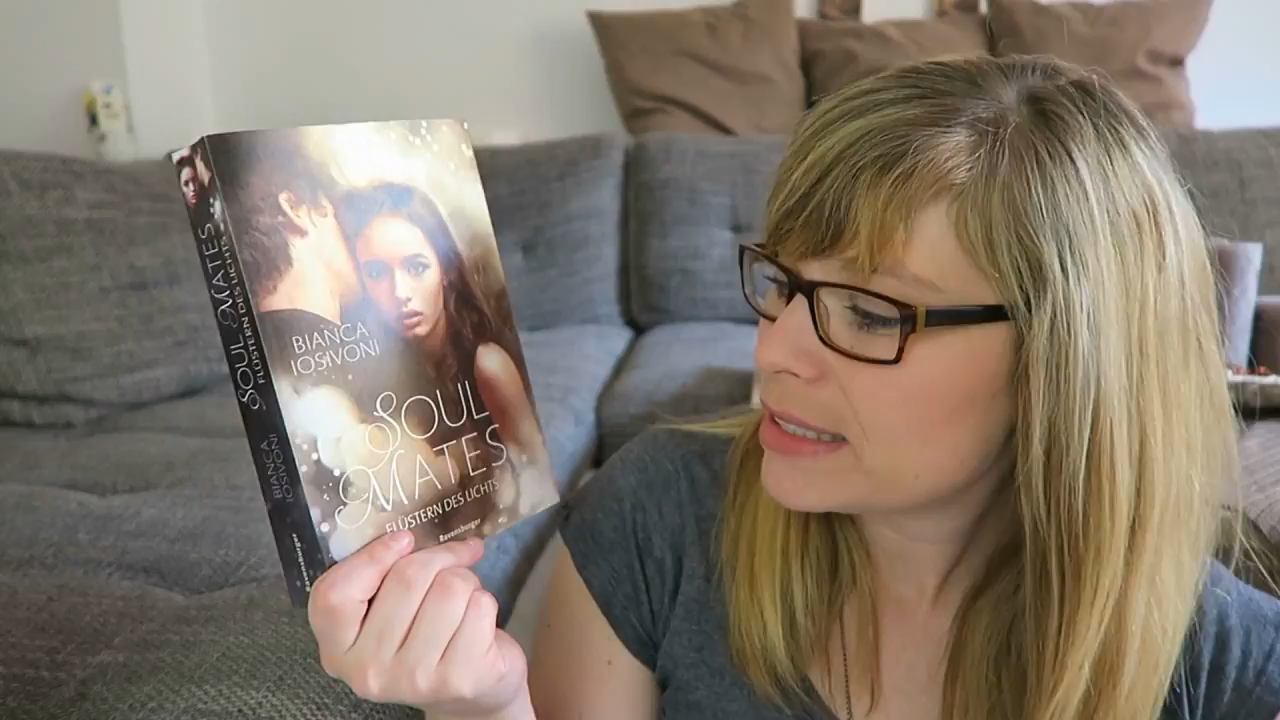 SOUL MATES
FLÜSTERN DES LICHTS
BIANCA
IOSIVONI
Ravensburger
BIANCA
IOSIVONI
SOUL
MATES
FLÜSTERN DES LICHTS
Ravensburger